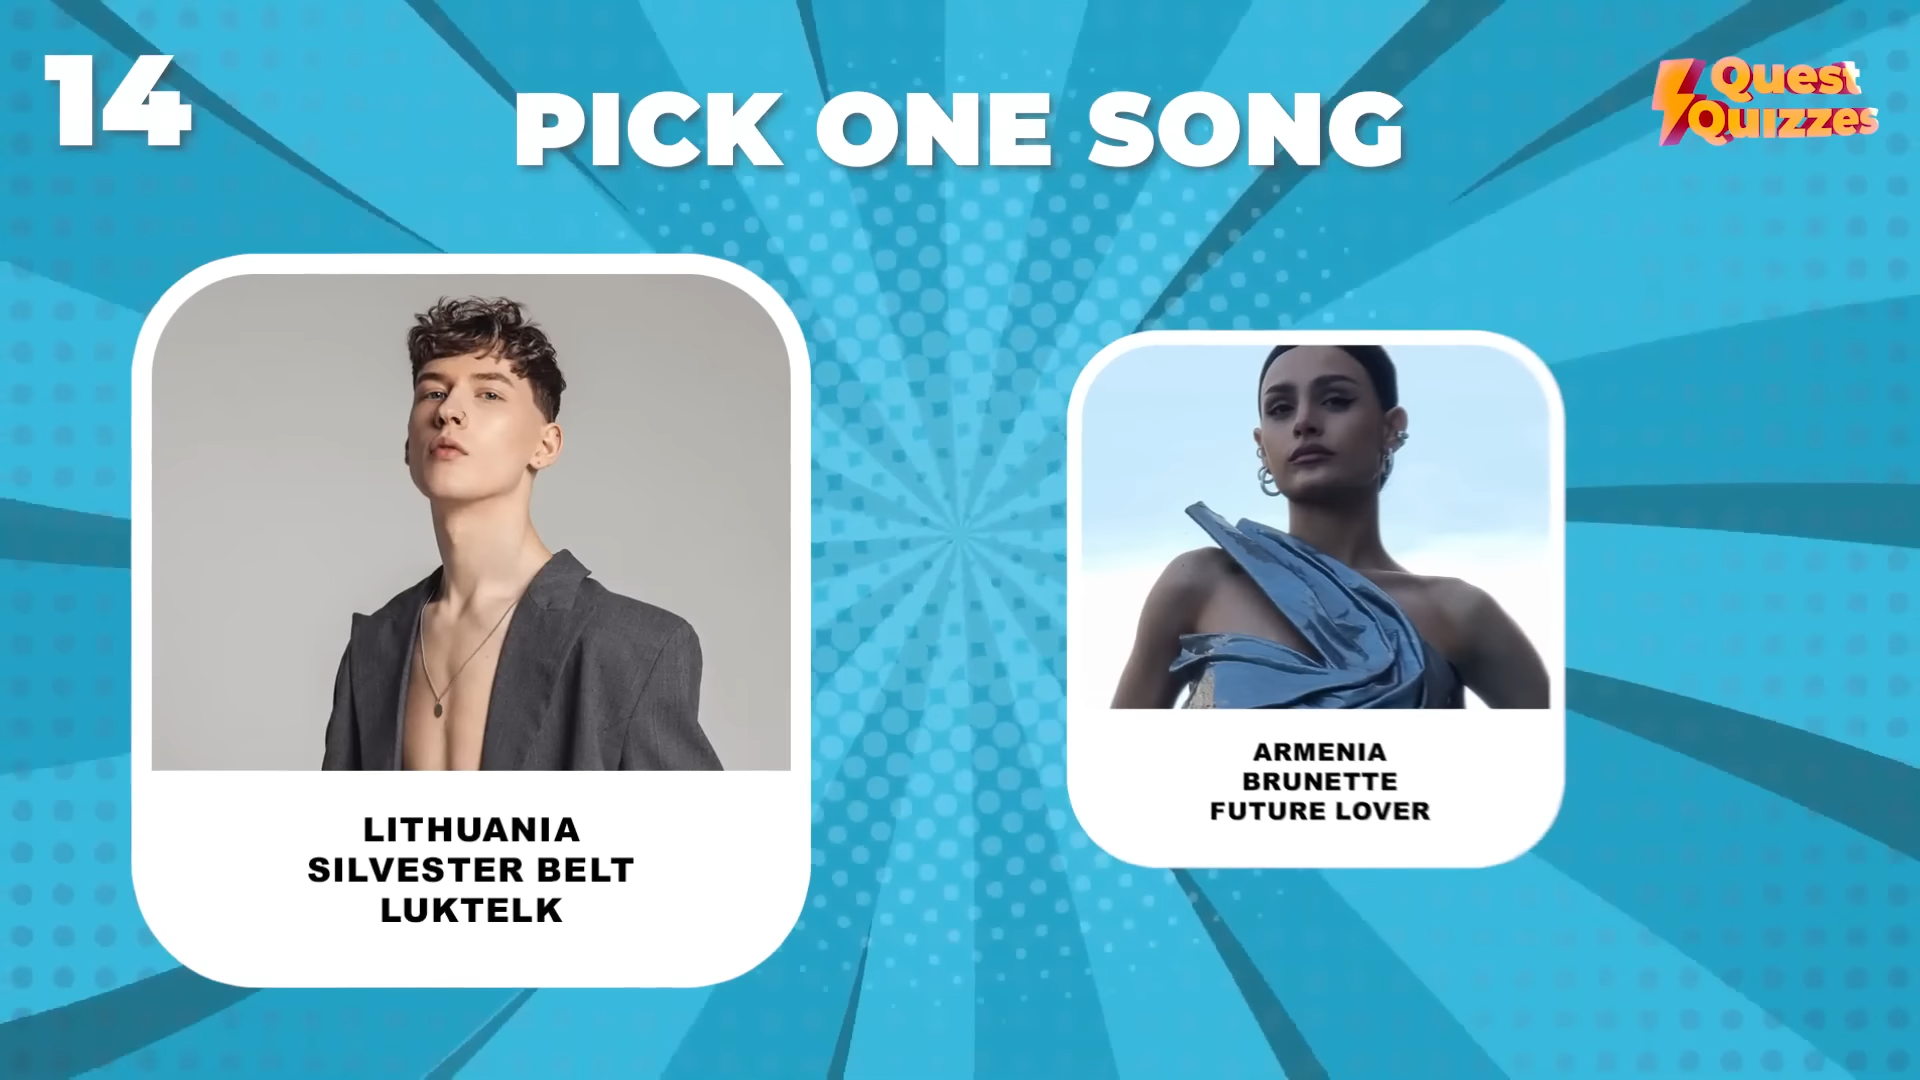 14
PICK ONE SONG
Quest
Quizzes
LITHUANIA
SILVESTER BELT
LUKTELK
ARMENIA
BRUNETTE
FUTURE LOVER